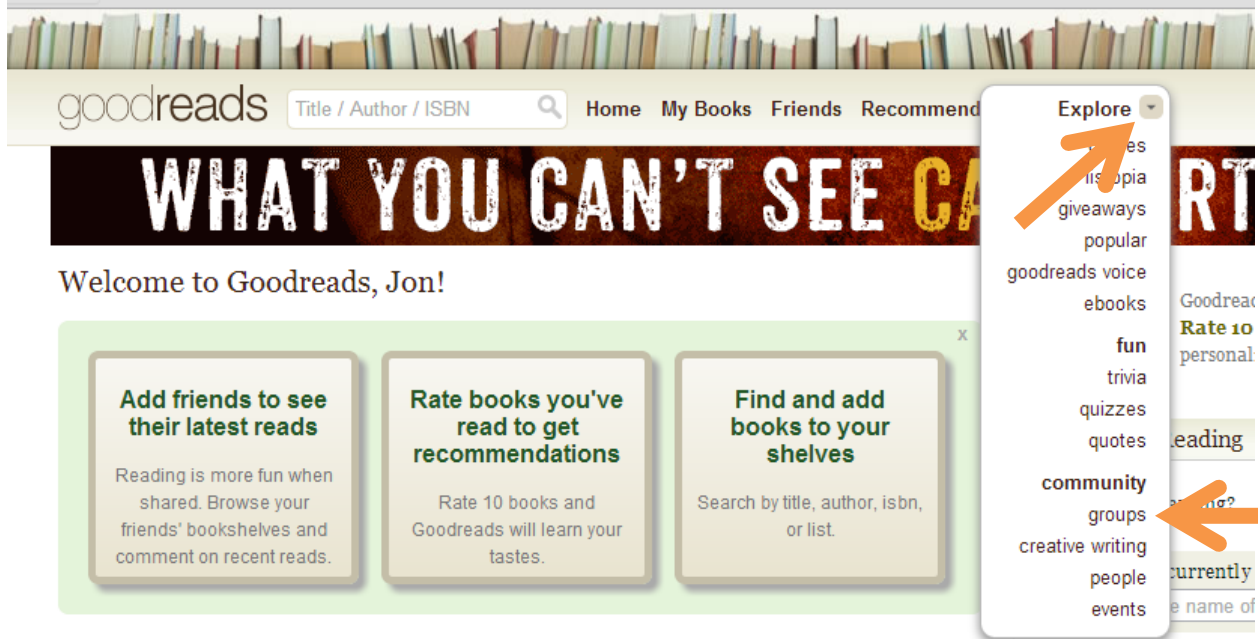 goodreads
Title / Author / ISBN
Home My Books Friends Recommend
Explore
WHAT YOU CAN'T SEE
giveaways
popular
goodreads voice
ebooks
fun
trivia
quizzes
quotes
community
groups
creative writing
people
events
Welcome to Goodreads, Jon!
x
Add friends to see
their latest reads
Reading is more fun when
shared. Browse your
friends' bookshelves and
comment on recent reads.
Rate books you've
read to get
recommendations
Rate 10 books and
Goodreads will learn your
tastes.
Find and add
books to your
shelves
Search by title, author, isbn,
or list.
Rate 10
currently
name of